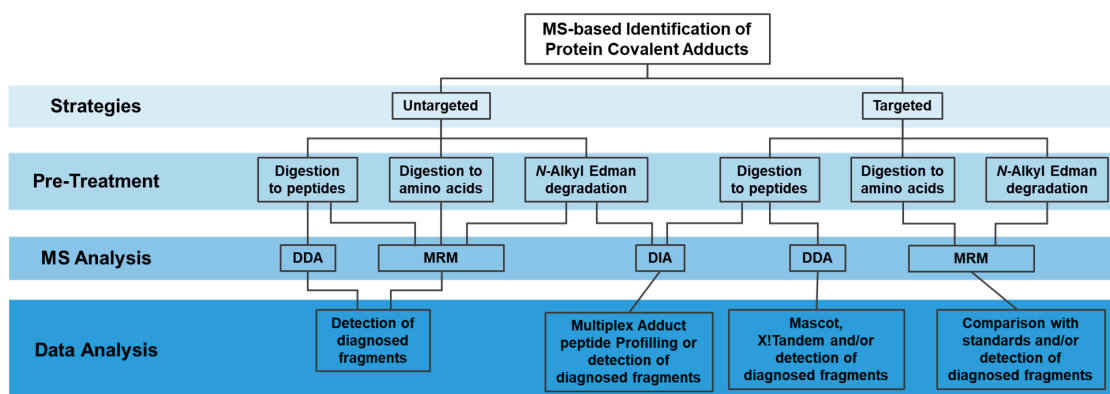 MS-based Identification of
Protein Covalent Adducts
Strategies
Untargeted
Targeted
Pre-Treatment
Digestion
to peptides
Digestion to
amino acids
N-Alkyl Edman
degradation
Digestion
to peptides
Digestion to
amino acids
N-Alkyl Edman
degradation
MS Analysis
DDA
MRM
DIA
DDA
MRM
Data Analysis
Detection of
diagnosed
fragments
Multiplex Adduct
peptide Profilling or
detection of
diagnosed fragments
Mascot,
X!Tandem and/or
detection of
diagnosed fragments
Comparison with
standards and/or
detection of
diagnosed fragments